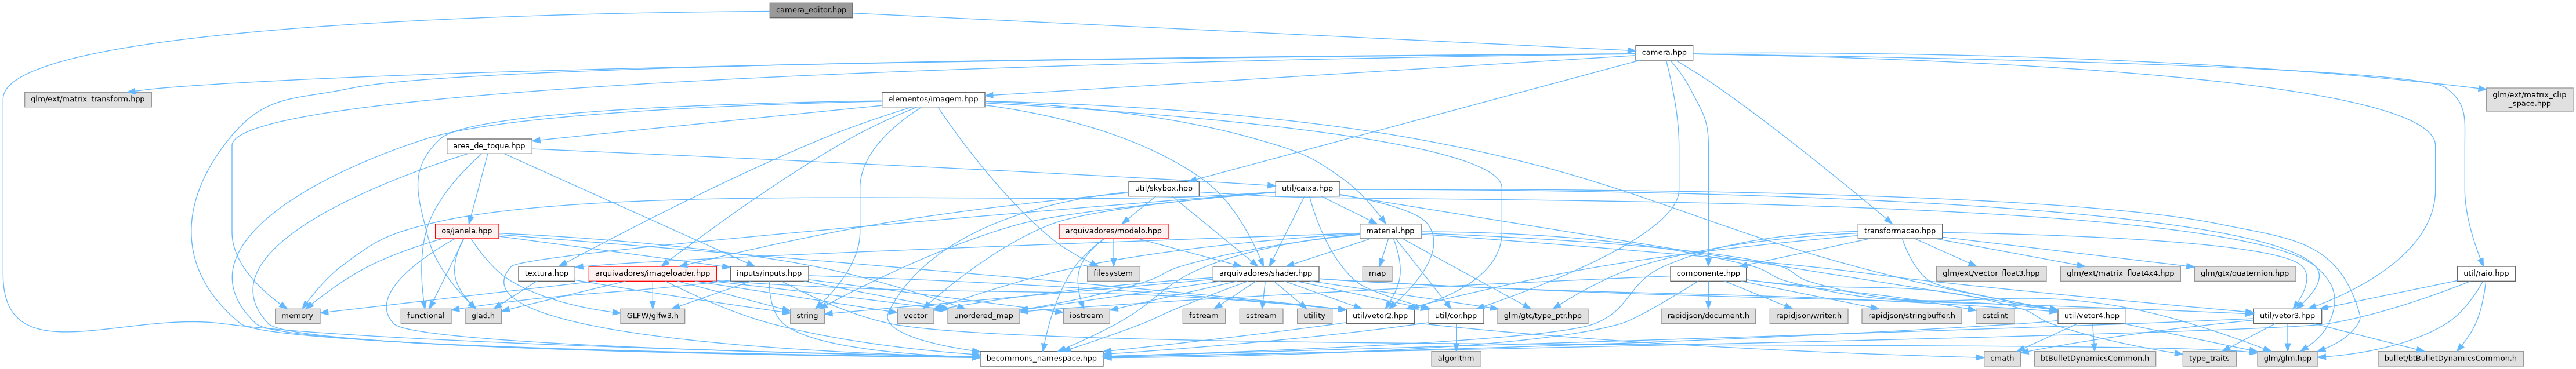 camera_editor.hpp
camera.hpp
glm/ext/matrix_transform.hpp
elementos/imagem.hpp
glm/ext/matrix_clip
_space.hpp
area_de_toque.hpp
util/skybox.hpp
util/caixa.hpp
os/janela.hpp
arquivadores/modelo.hpp
material.hpp
transformacao.hpp
textura.hpp
arquivadores/imageloader.hpp
inputs/inputs.hpp
filesystem
arquivadores/shader.hpp
map
componente.hpp
glm/ext/vector_float3.hpp
glm/ext/matrix_float4x4.hpp
glm/gtx/quaternion.hpp
util/raio.hpp
memory
functional
glad.h
GLFW/glfw3.h
string
vector
unordered_map
iostream
fstream
sstream
utility
util/vetor2.hpp
util/cor.hpp
glm/gtc/type_ptr.hpp
rapidjson/document.h
rapidjson/writer.h
rapidjson/stringbuffer.h
cstdint
util/vetor4.hpp
util/vetor3.hpp
becommons_namespace.hpp
algorithm
cmath
btBulletDynamicsCommon.h
type_traits
glm/glm.hpp
bullet/btBulletDynamicsCommon.h